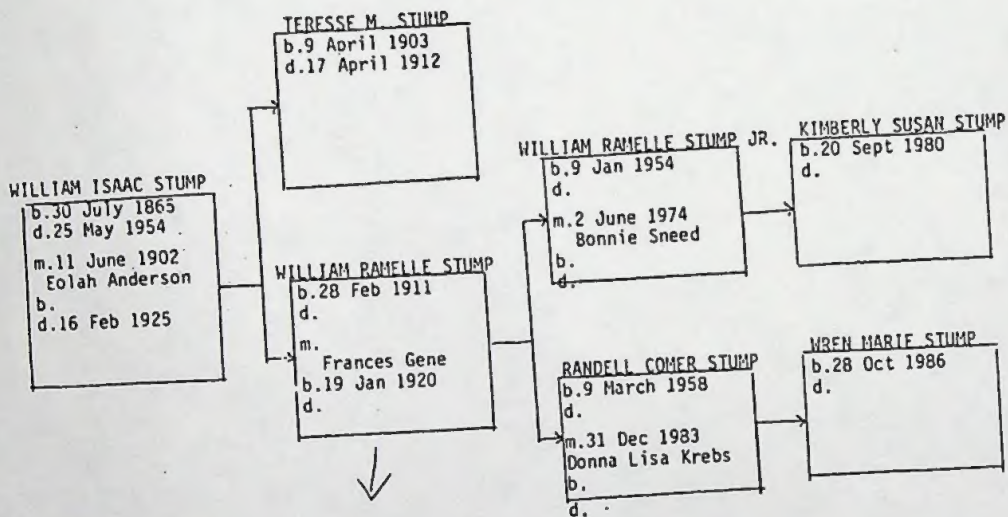 TERESSE M. STUMP
b.9 April 1903
d.17 April 1912
WILLIAM ISAAC STUMP
b.30 July 1865
d.25 May 1954
m.11 June 1902
Eolah Anderson
b.
d.16 Feb 1925
WILLIAM RAMELLE STUMP
b.28 Feb 1911
d.
m.
Frances Gene
b.19 Jan 1920
d.
WILLIAM RAMELLE STUMP JR.
b.9 Jan 1954
d.
m.2 June 1974
Bonnie Sneed
b.
d.
KIMBERLY SUSAN STUMP
b.20 Sept 1980
d.
RANDELL COMER STUMP
b.9 March 1958
d.
m.31 Dec 1983
Donna Lisa Krebs
b.
d.
WREN MARIE STUMP
b.28 Oct 1986
d.